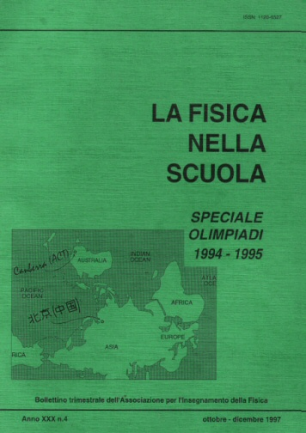 LA FISICA
NELLA
SCUOLA
SPECIALE
OLIMPIADI
1994 - 1995
Canberra (ACT)
AUSTRALIA
INDIAN
OCEAN
ATLA
OCE
PACIFIC
OCEAN
AFRICA
北京(中国)
EUROPE
ASIA
RICA
Bollettino trimestrale dell'Associazione per l'Insegnamento della Fisica
Anno XXX n.4
ottobre - dicembre 1997